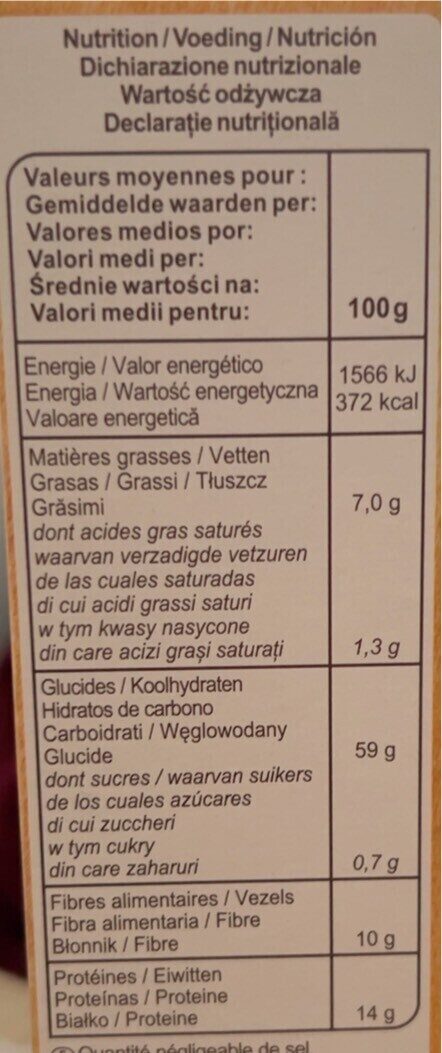 Nutrition / Voeding / Nutrición
Dichiarazione nutrizionale
Wartość odżywcza
Declarație nutrițională
Valeurs moyennes pour :
Gemiddelde waarden per:
Valores medios por:
Valori medi per:
Średnie wartości na:
Valori medii pentru:
100 g
Energie / Valor energético
Energia / Wartość energetyczna
Valoare energetică
1566 kJ
372 kcal
Matières grasses / Vetten
Grasas / Grassi / Tłuszcz
Grăsimi
7,0 g
dont acides gras saturés
waarvan verzadigde vetzuren
de las cuales saturadas
di cui acidi grassi saturi
w tym kwasy nasycone
din care acizi grași saturați
1,3 g
Glucides / Koolhydraten
Hidratos de carbono
Carboidrati / Węglowodany
Glucide
59 g
dont sucres / waarvan suikers
de los cuales azúcares
di cui zuccheri
w tym cukry
din care zaharuri
0,7 g
Fibres alimentaires / Vezels
Fibra alimentaria / Fibre
Błonnik / Fibre
10 g
Protéines / Eiwitten
Proteínas / Proteine
Białko / Proteine
14 g
Quantité négligeable de sel